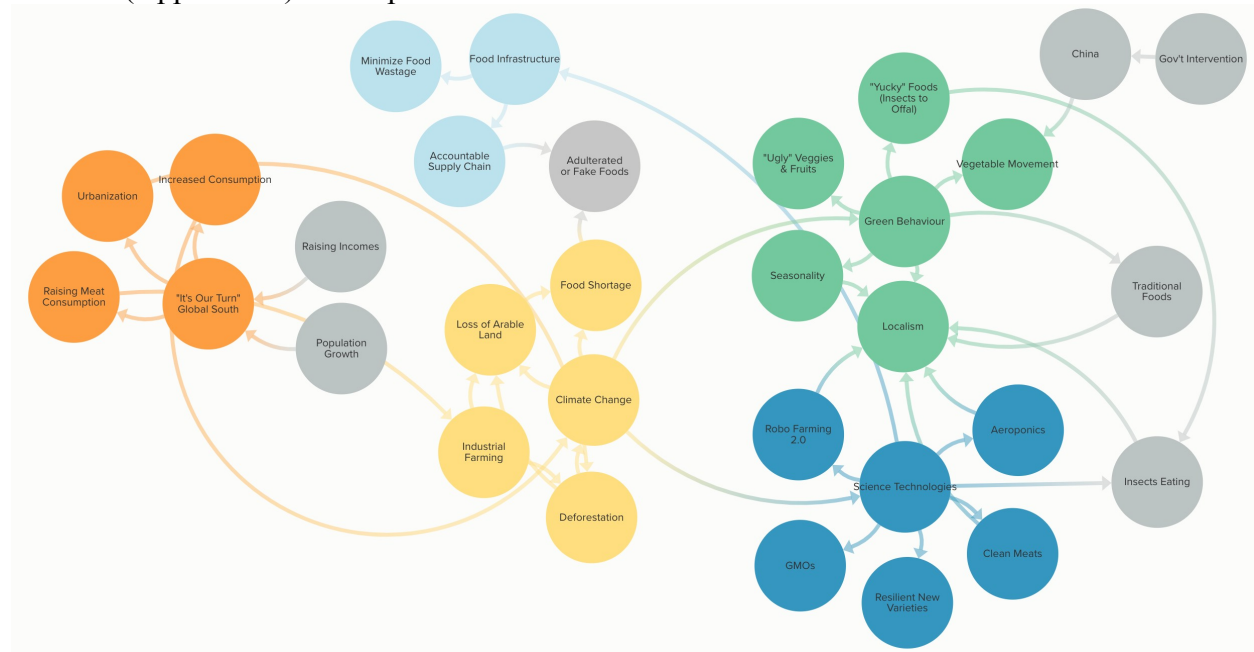 Minimize Food
Wastage
Food Infrastructure
Accountable
Supply Chain
Adulterated
or Fake Foods
"Yucky" Foods
(Insects to
Offal)
China
Gov't Intervention
"Ugly" Veggies
& Fruits
Vegetable Movement
Green Behaviour
Seasonality
Localism
Traditional
Foods
Urbanization
Increased Consumption
Raising Incomes
Raising Meat
Consumption
"It's Our Turn"
Global South
Population
Growth
Food Shortage
Loss of Arable
Land
Climate Change
Industrial
Farming
Deforestation
Robo Farming
2.0
Aeroponics
Science Technologies
Insects Eating
GMOs
Clean Meats
Resilient New
Varieties